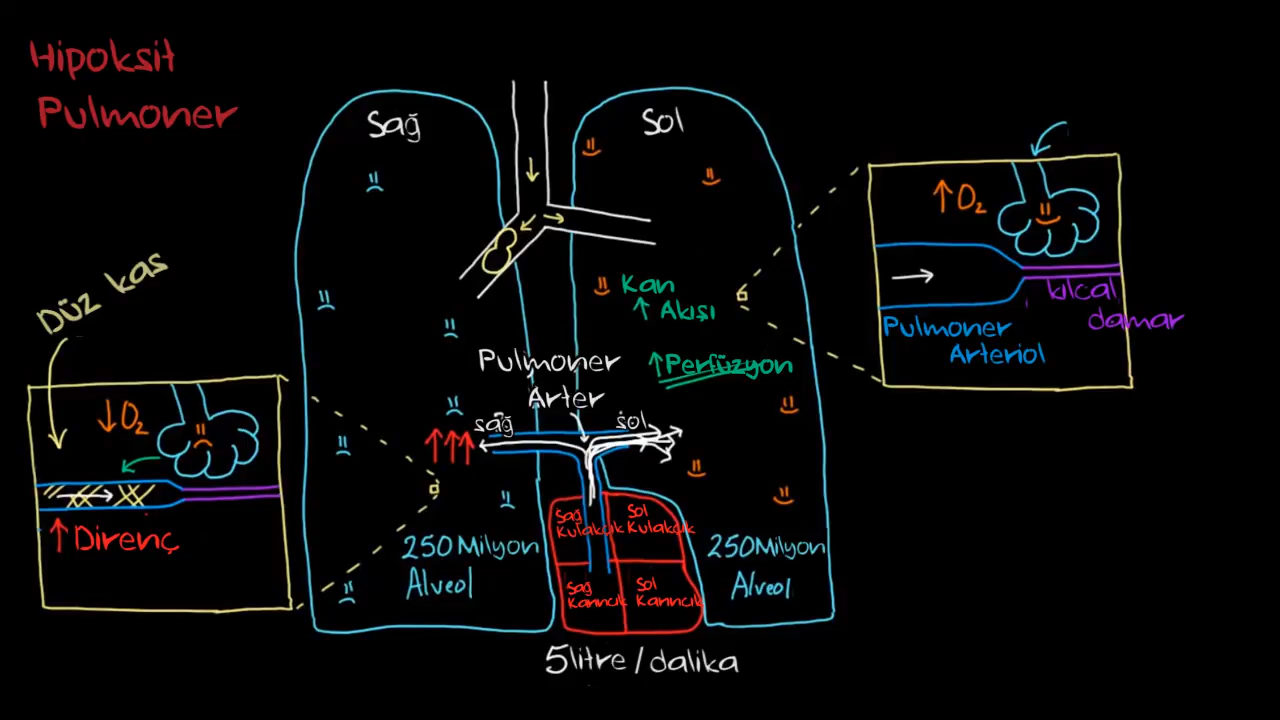 Hipoksit
Pulmoner
Sağ
Sol
Düz kas
↓O₂
↑ Direnç
↑↑↑
Kan
↑ Akışı
↑Perfüzyon
Pulmoner
Arter
sağ
sol
↑O₂
kılcal
damar
Pulmoner
Arteriol
Sağ
Kulakçık
Sol
Kulakçık
Sağ
Karıncık
Sol
Karıncık
250 Milyon
Alveol
250 Milyon
Alveol
5 litre / dalika